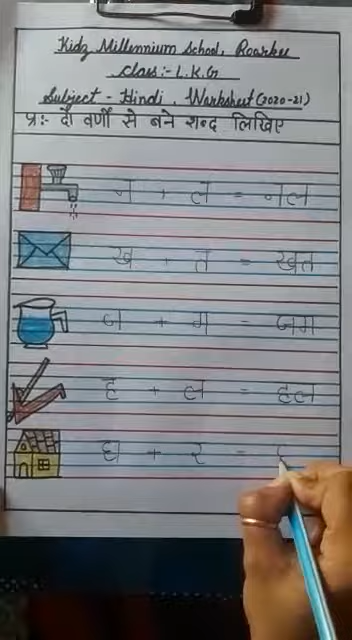 Kidz Millennium School, Roorkee
Class:- L.K.G
Subject - Hindi . Worksheet (2020-21)
प्र:- दो वर्णों से बने शब्द लिखिए
न + ल = नल
ख + त = खत
ज + ग = जग
ह + ल = हल
घ + र =